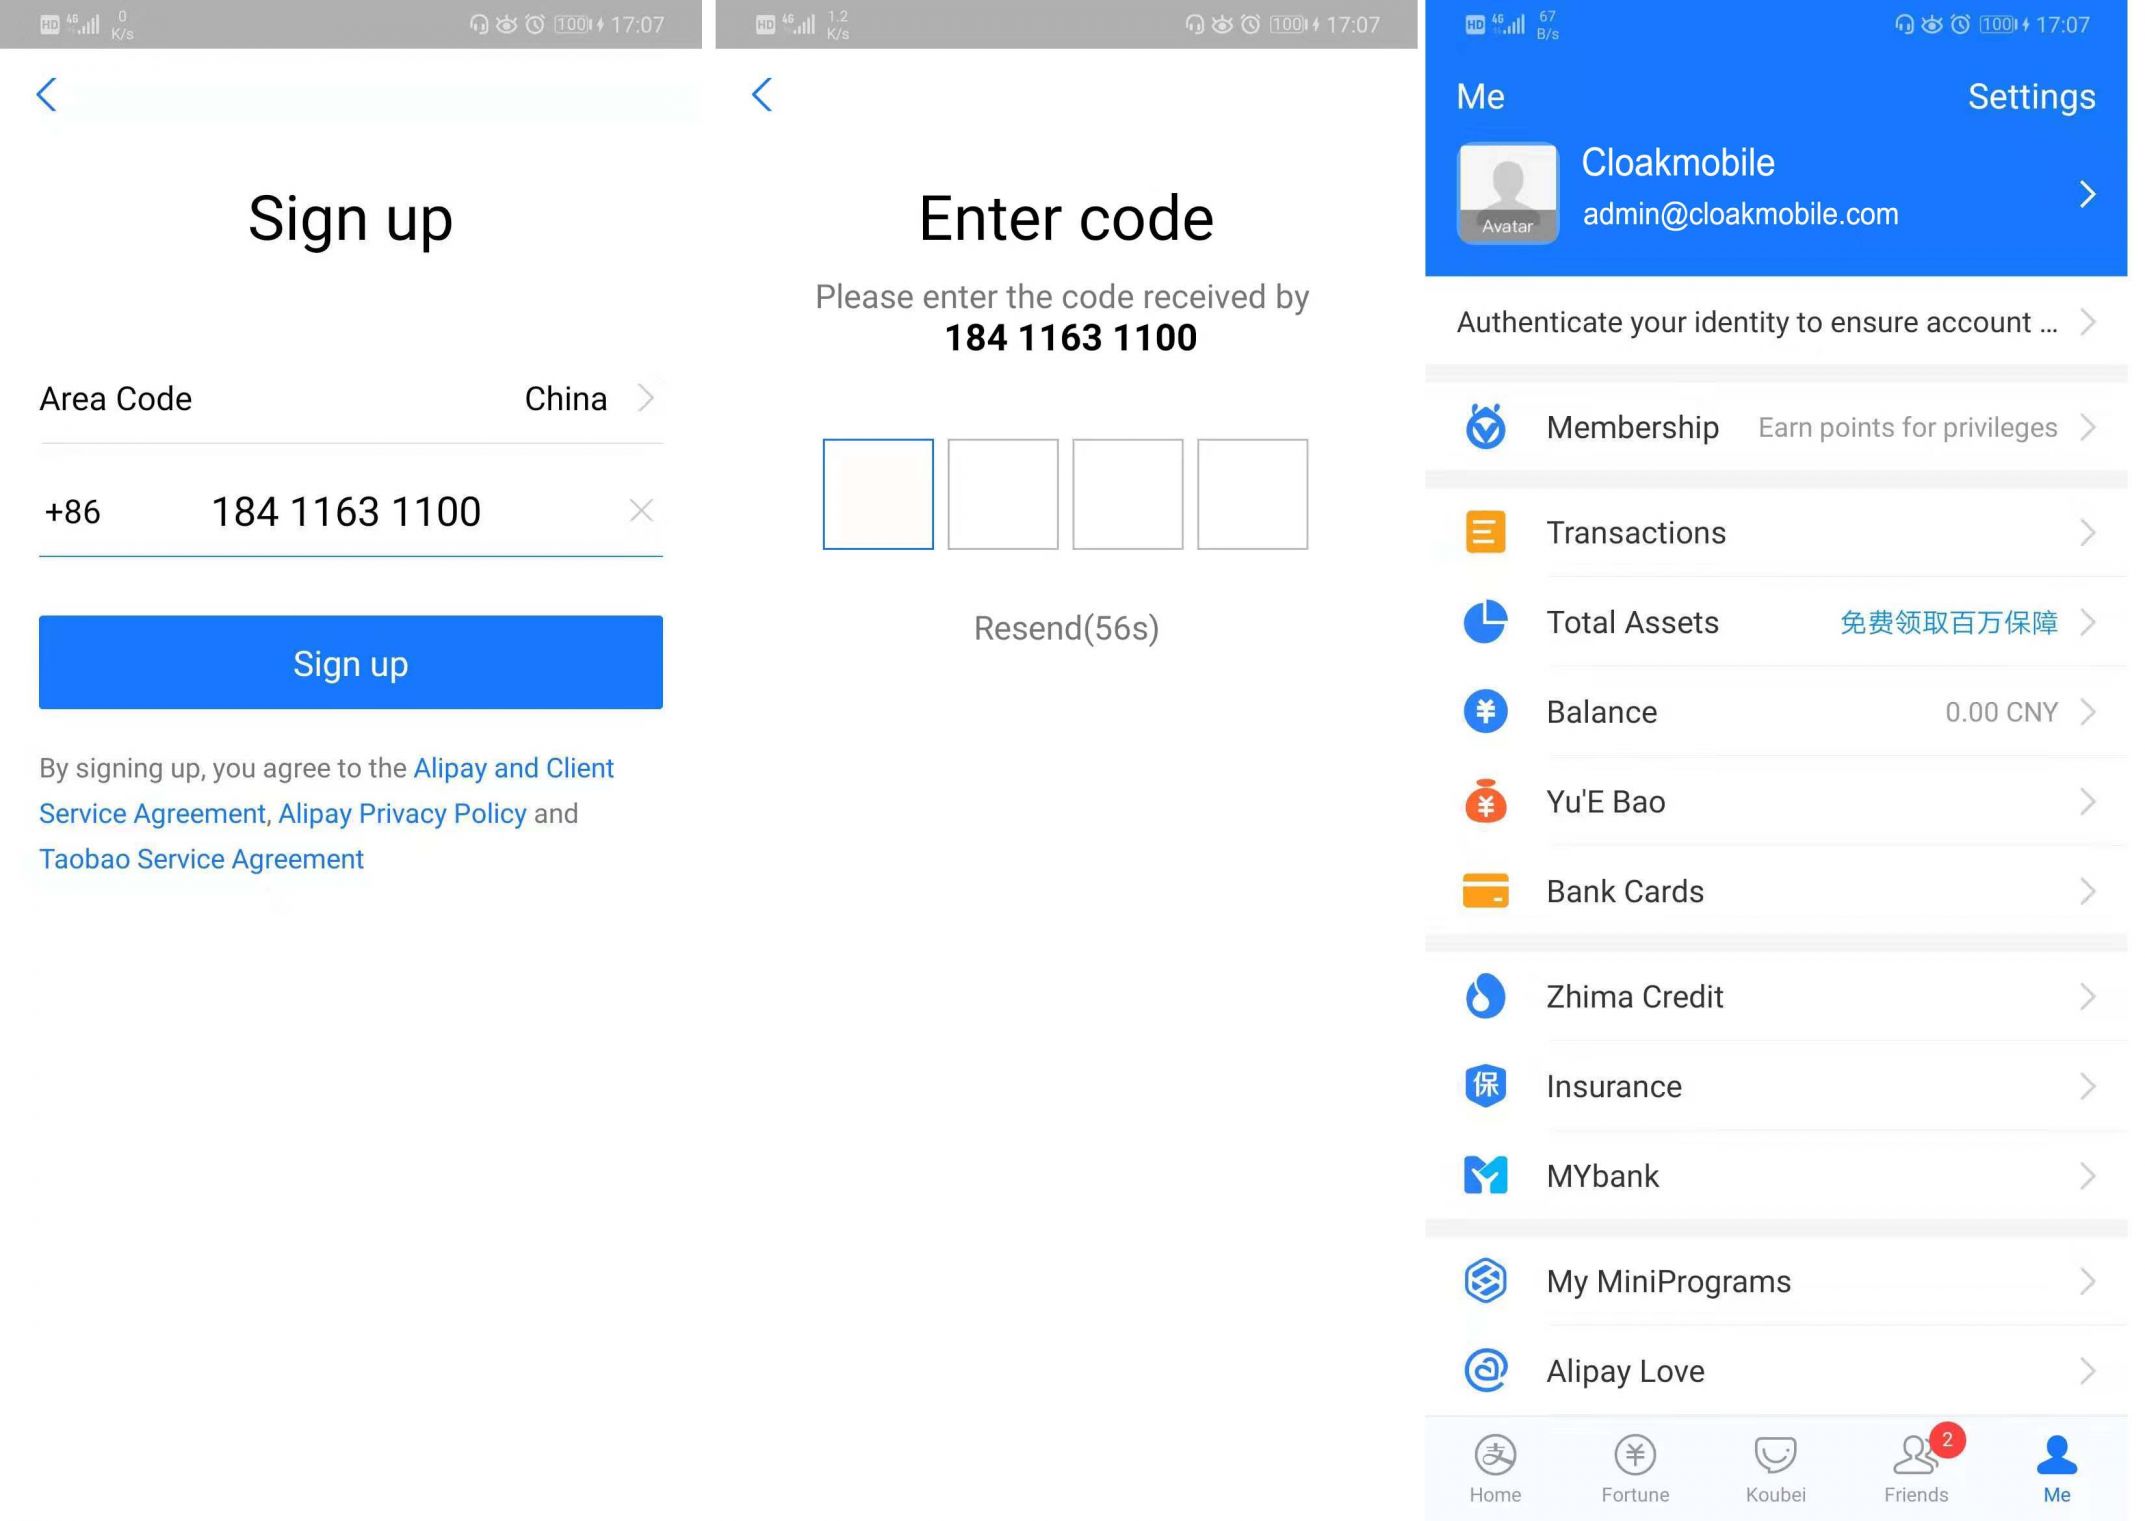 HD 4G 0 K/s 100 17:07
Sign up
Area Code China
+86 184 1163 1100
Sign up
By signing up, you agree to the Alipay and Client
Service Agreement, Alipay Privacy Policy and
Taobao Service Agreement
HD 4G 1.2 K/s 100 17:07
Enter code
Please enter the code received by
184 1163 1100
Resend(56s)
HD 4G 67 B/s 100 17:07
Me Settings
Avatar
Cloakmobile
admin@cloakmobile.com
Authenticate your identity to ensure account ...
Membership Earn points for privileges
Transactions
Total Assets 免费领取百万保障
¥ Balance 0.00 CNY
¥ Yu'E Bao
Bank Cards
Zhima Credit
保 Insurance
MYbank
My MiniPrograms
Alipay Love
支 ¥ 2
Home Fortune Koubei Friends Me